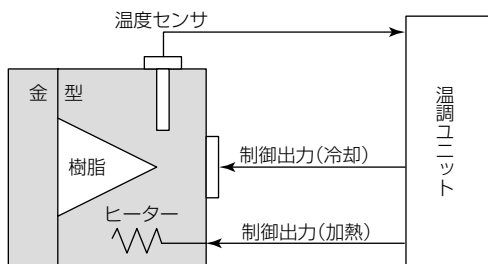 温度センサ
金型
樹脂
ヒーター
制御出力(冷却)
制御出力(加熱)
温調ユニット